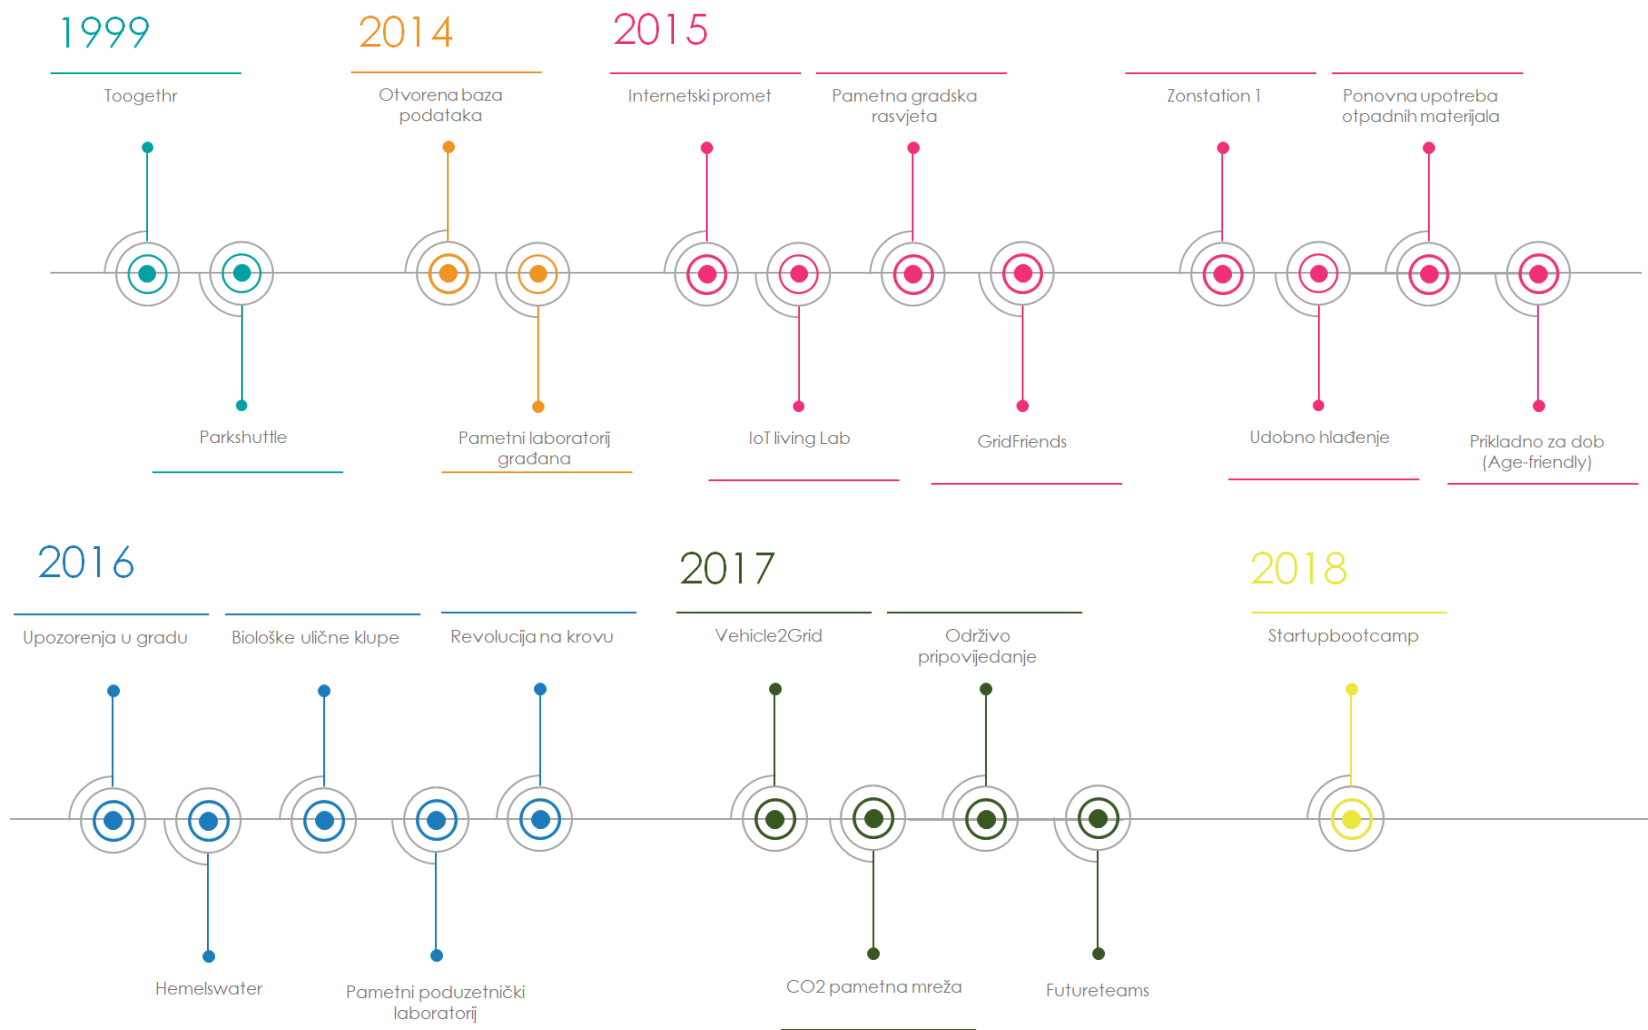 1999
Toogethr
Parkshuttle
2014
Otvorena baza
podataka
Pametni laboratorij
građana
2015
Internetski promet
IoT living Lab
Pametna gradska
rasvjeta
GridFriends
Zonstation 1
Udobno hlađenje
Ponovna upotreba
otpadnih materijala
Prikladno za dob
(Age-friendly)
2016
Upozorenja u gradu
Hemelswater
Biološke ulične klupe
Pametni poduzetnički
laboratorij
Revolucija na krovu
2017
Vehicle2Grid
CO2 pametna mreža
Održivo
pripovijedanje
Futureteams
2018
Startupbootcamp